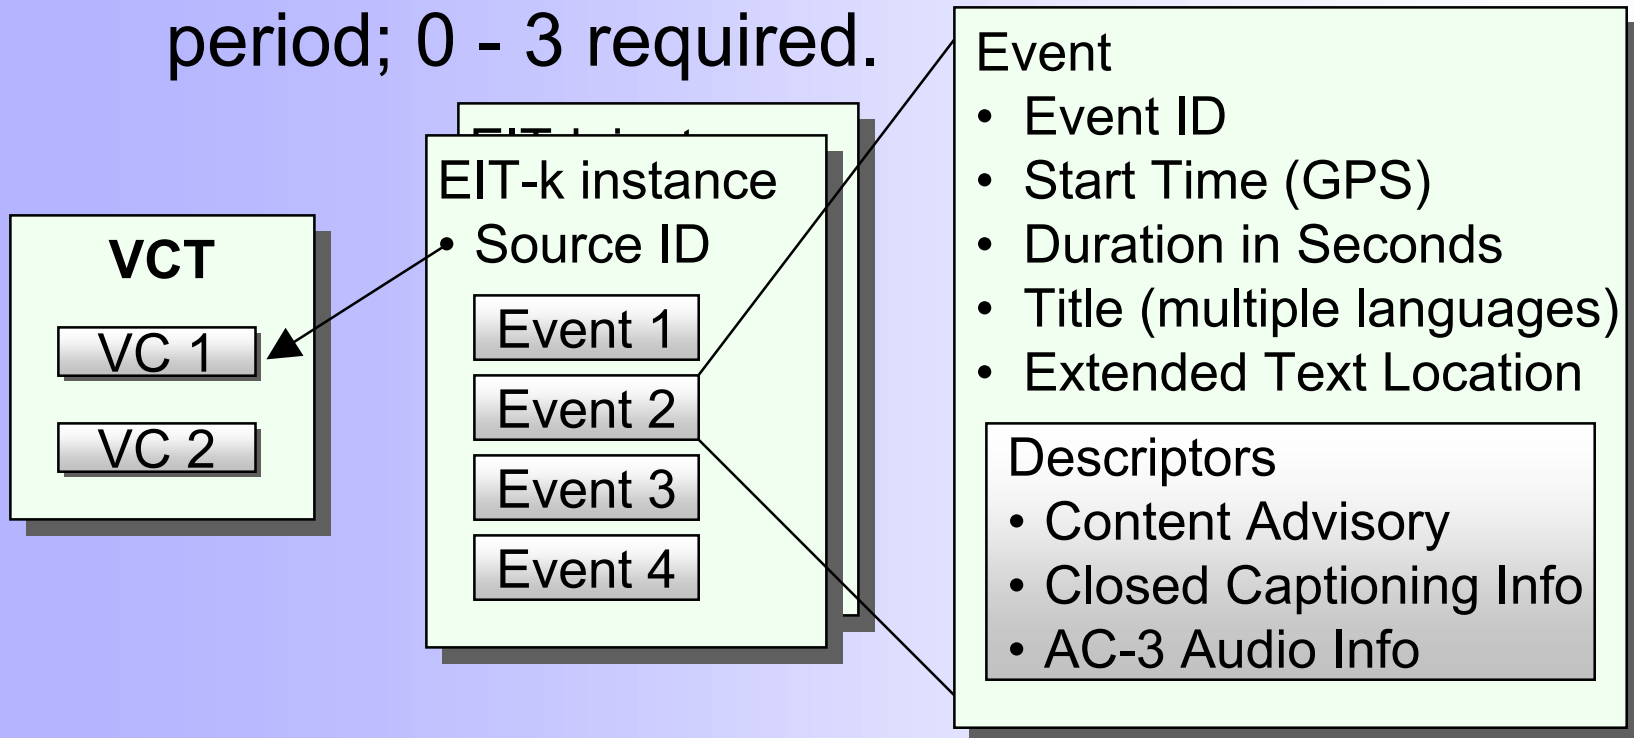 period; 0 - 3 required.
VCT
VC 1
VC 2
EIT-k instance
• Source ID
Event 1
Event 2
Event 3
Event 4
Event
• Event ID
• Start Time (GPS)
• Duration in Seconds
• Title (multiple languages)
• Extended Text Location
Descriptors
• Content Advisory
• Closed Captioning Info
• AC-3 Audio Info